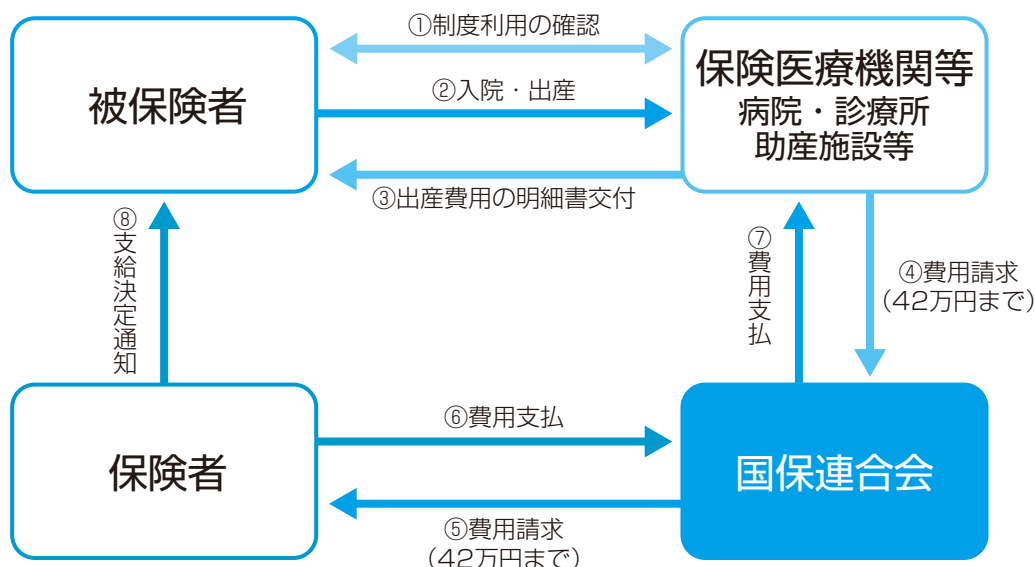 ①制度利用の確認
被保険者
②入院・出産
保険医療機関等
病院・診療所
助産施設等
③出産費用の明細書交付
⑧支給決定通知
⑦費用支払
④費用請求
(42万円まで)
保険者
⑥費用支払
国保連合会
⑤費用請求
(42万円まで)